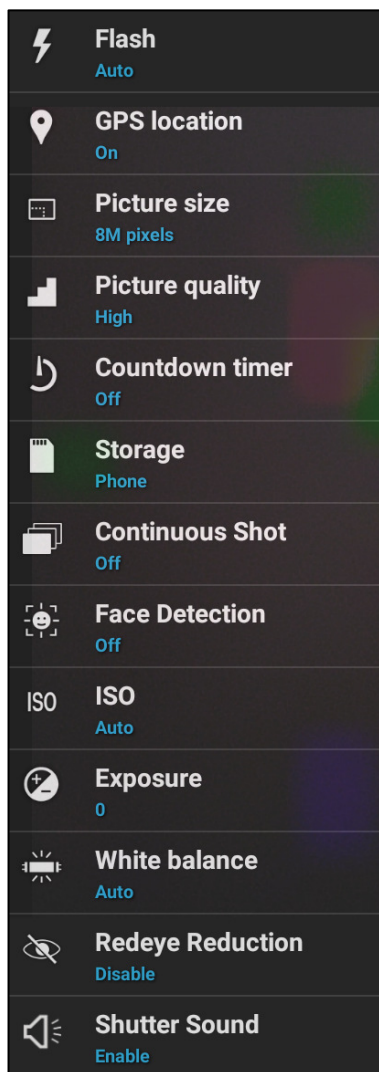 Flash
Auto
GPS location
On
Picture size
8M pixels
Picture quality
High
Countdown timer
Off
Storage
Phone
Continuous Shot
Off
Face Detection
Off
ISO
ISO
Auto
Exposure
0
White balance
Auto
Redeye Reduction
Disable
Shutter Sound
Enable